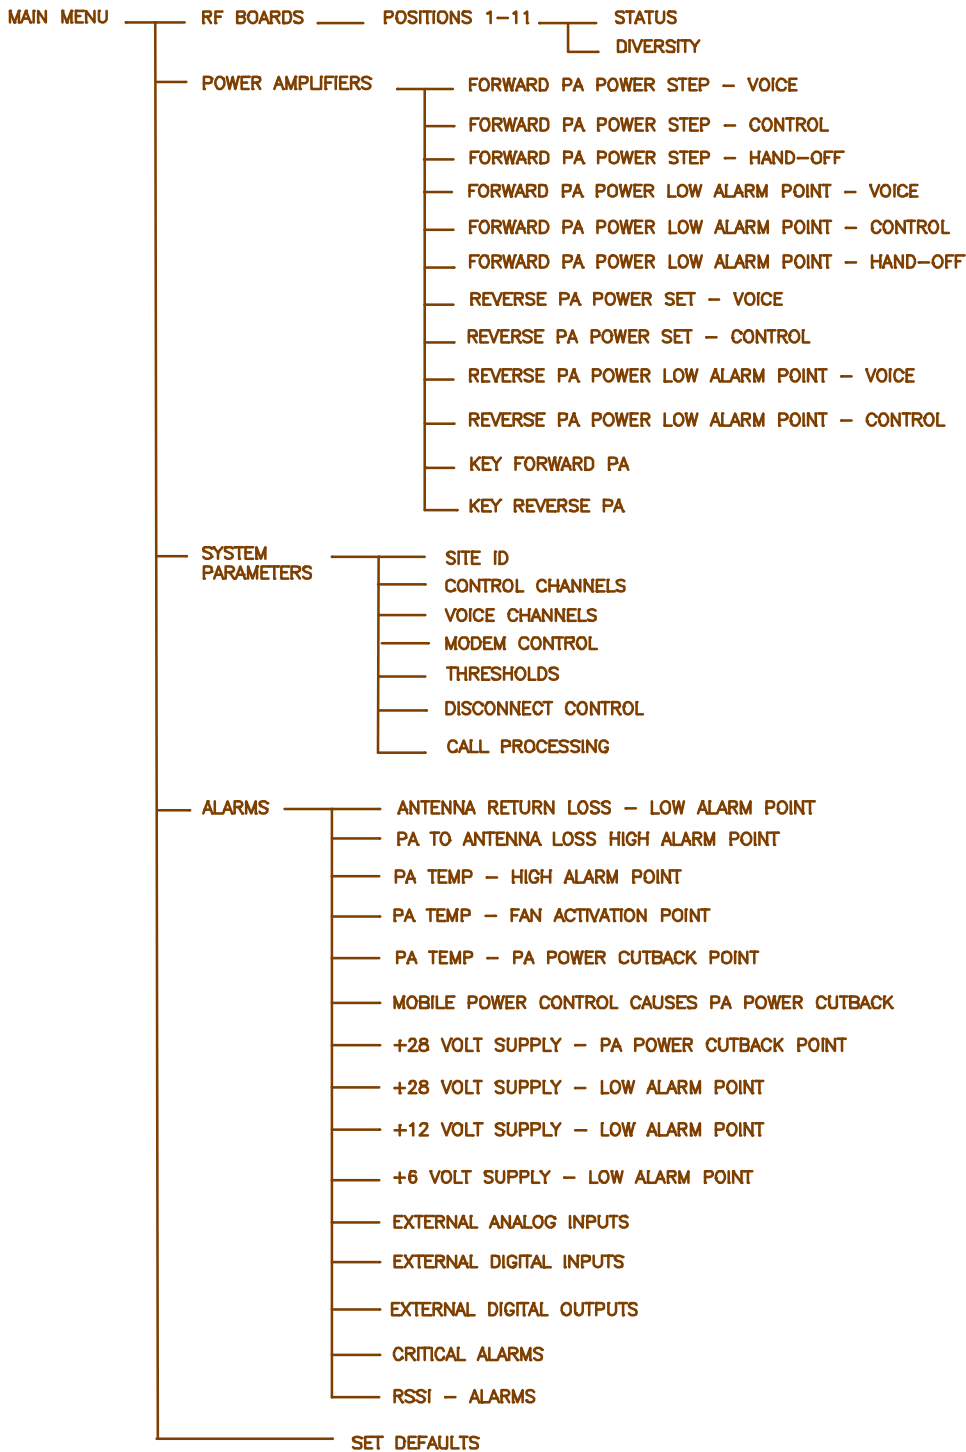 MAIN MENU RF BOARDS POSITIONS 1-11 STATUS
DIVERSITY
POWER AMPLIFIERS FORWARD PA POWER STEP - VOICE
FORWARD PA POWER STEP - CONTROL
FORWARD PA POWER STEP - HAND-OFF
FORWARD PA POWER LOW ALARM POINT - VOICE
FORWARD PA POWER LOW ALARM POINT - CONTROL
FORWARD PA POWER LOW ALARM POINT - HAND-OFF
REVERSE PA POWER SET - VOICE
REVERSE PA POWER SET - CONTROL
REVERSE PA POWER LOW ALARM POINT - VOICE
REVERSE PA POWER LOW ALARM POINT - CONTROL
KEY FORWARD PA
KEY REVERSE PA
SYSTEM
PARAMETERS
SITE ID
CONTROL CHANNELS
VOICE CHANNELS
MODEM CONTROL
THRESHOLDS
DISCONNECT CONTROL
CALL PROCESSING
ALARMS ANTENNA RETURN LOSS - LOW ALARM POINT
PA TO ANTENNA LOSS HIGH ALARM POINT
PA TEMP - HIGH ALARM POINT
PA TEMP - FAN ACTIVATION POINT
PA TEMP - PA POWER CUTBACK POINT
MOBILE POWER CONTROL CAUSES PA POWER CUTBACK
+28 VOLT SUPPLY - PA POWER CUTBACK POINT
+28 VOLT SUPPLY - LOW ALARM POINT
+12 VOLT SUPPLY - LOW ALARM POINT
+6 VOLT SUPPLY - LOW ALARM POINT
EXTERNAL ANALOG INPUTS
EXTERNAL DIGITAL INPUTS
EXTERNAL DIGITAL OUTPUTS
CRITICAL ALARMS
RSSI - ALARMS
SET DEFAULTS